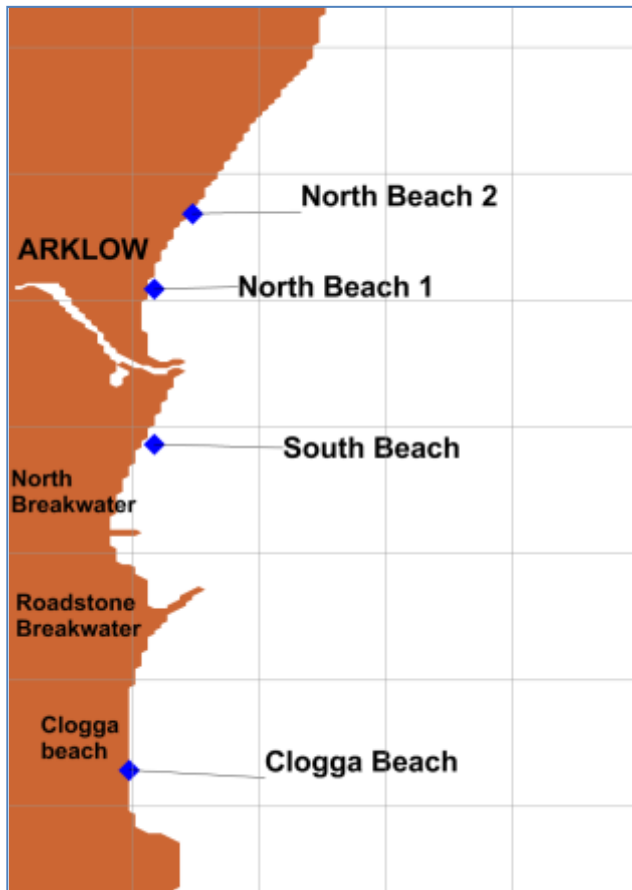 North Beach 2
ARKLOW
North Beach 1
South Beach
North
Breakwater
Roadstone
Breakwater
Clogga
beach
Clogga Beach